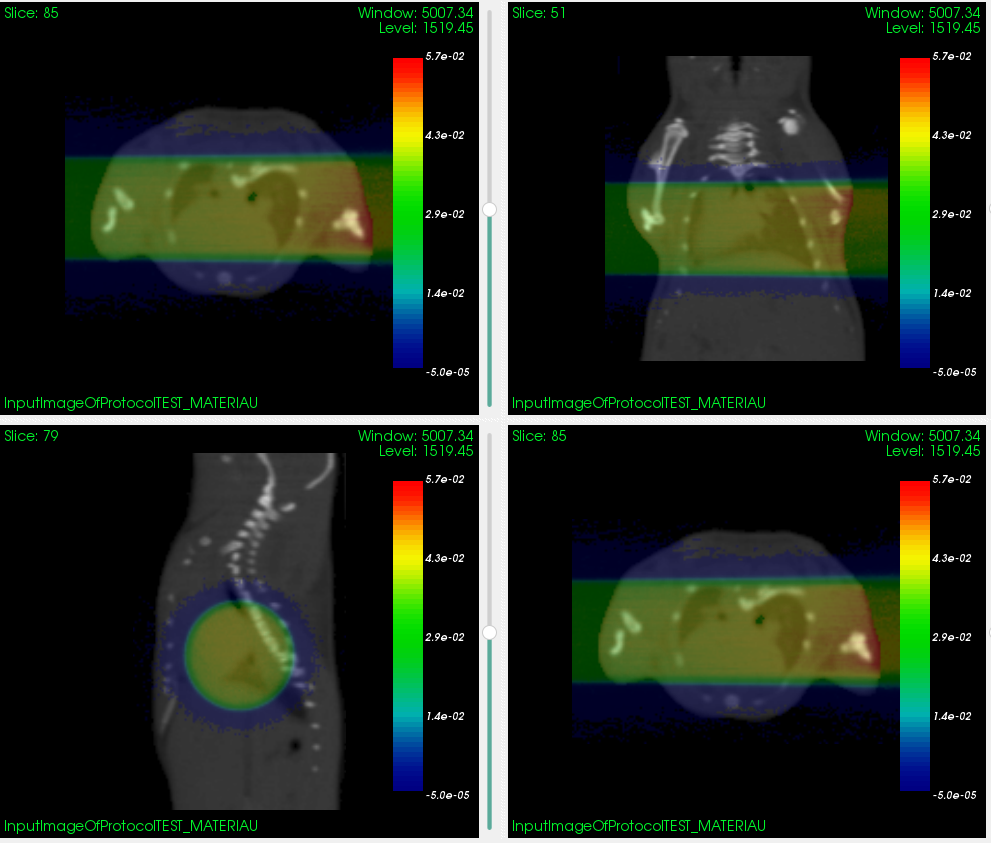 Slice: 85
Window: 5007.34
Level: 1519.45
5.7e-02
4.3e-02
2.9e-02
1.4e-02
-5.0e-05
InputImageOfProtocolTEST_MATERIAU
Slice: 51
Window: 5007.34
Level: 1519.45
5.7e-02
4.3e-02
2.9e-02
1.4e-02
-5.0e-05
InputImageOfProtocolTEST_MATERIAU
Slice: 79
Window: 5007.34
Level: 1519.45
5.7e-02
4.3e-02
2.9e-02
1.4e-02
-5.0e-05
InputImageOfProtocolTEST_MATERIAU
Slice: 85
Window: 5007.34
Level: 1519.45
5.7e-02
4.3e-02
2.9e-02
1.4e-02
-5.0e-05
InputImageOfProtocolTEST_MATERIAU